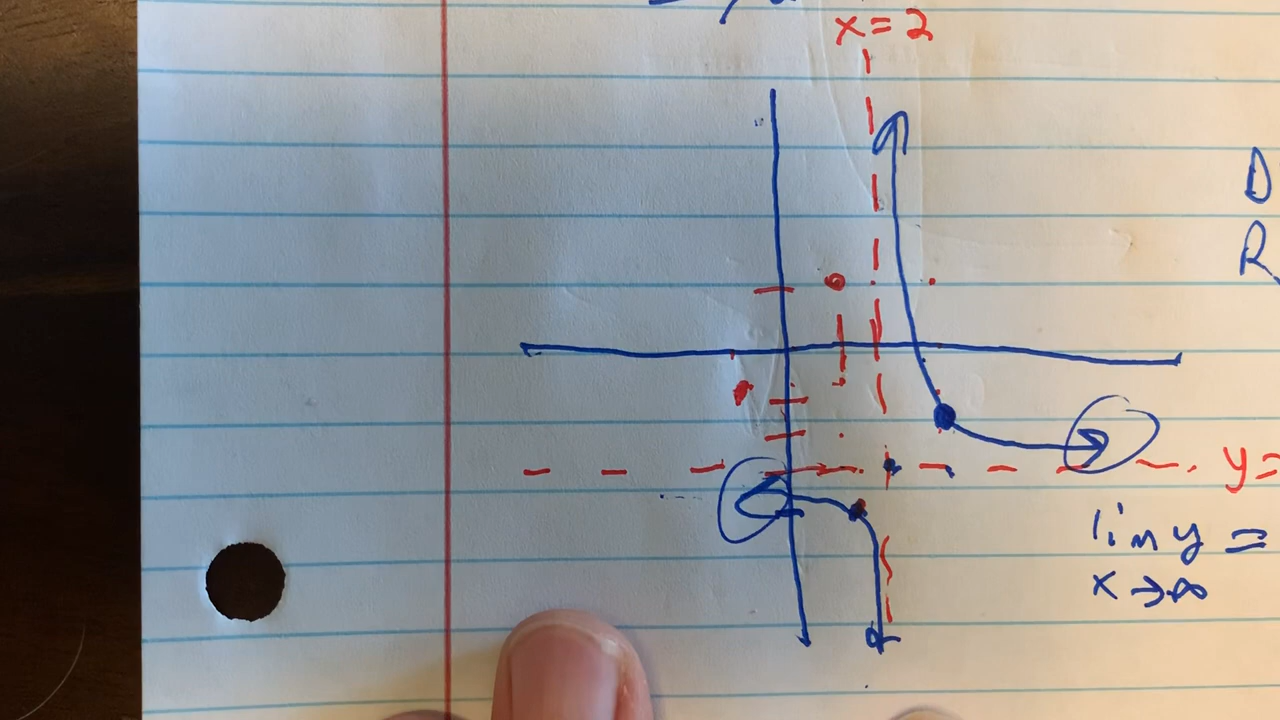 x = 2
D
R
y =
lim y =
x → ∞